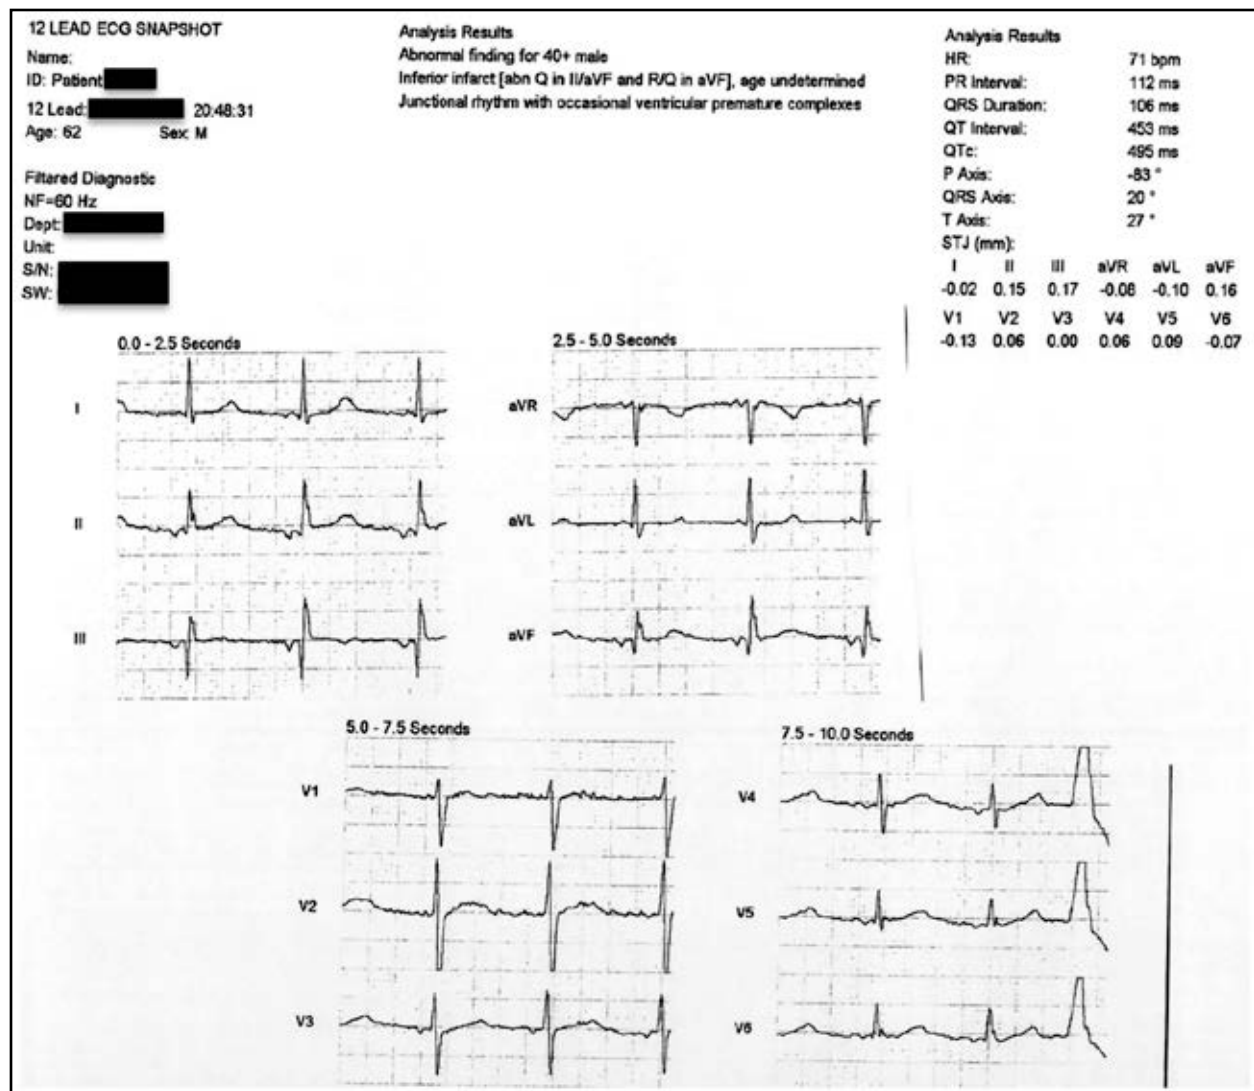 12 LEAD ECG SNAPSHOT
Name:
ID: Patient
12 Lead: 20:48:31
Age: 62 Sex: M
Filtared Diagnostic
NF=60 Hz
Dept:
Unit:
S/N:
SW:
Analysis Results
Abnormal finding for 40+ male
Inferior infarct [abn Q in II/aVF and R/Q in aVF], age undetermined
Junctional rhythm with occasional ventricular premature complexes
Analysis Results
HR: 71 bpm
PR Interval: 112 ms
QRS Duration: 106 ms
QT Interval: 453 ms
QTc: 495 ms
P Axis: -83 °
QRS Axis: 20 °
T Axis: 27 °
STJ (mm):
I II III aVR aVL aVF
-0.02 0.15 0.17 -0.08 -0.10 0.16
V1 V2 V3 V4 V5 V6
-0.13 0.06 0.00 0.06 0.09 -0.07
0.0 - 2.5 Seconds
I
II
III
2.5 - 5.0 Seconds
aVR
aVL
aVF
5.0 - 7.5 Seconds
V1
V2
V3
7.5 - 10.0 Seconds
V4
V5
V6